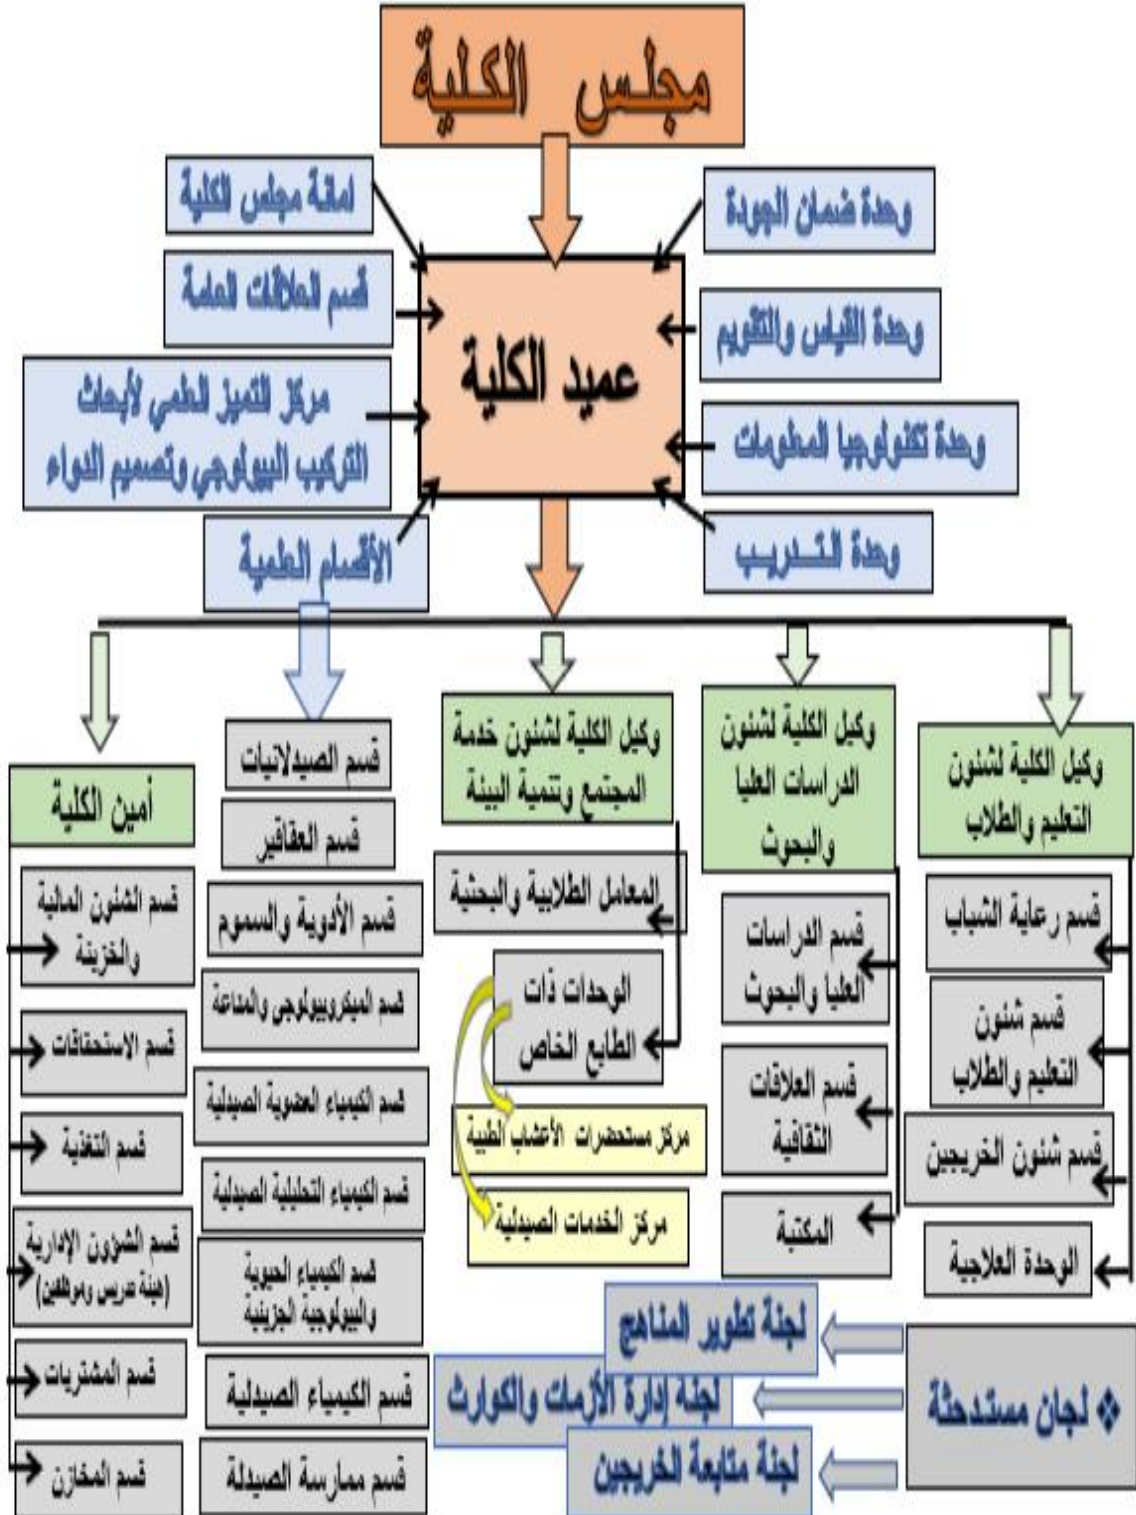 مجلس الكلية
امانة مجلس الكلية
وحدة ضمان الجودة
قسم العلاقات العامة
وحدة القياس والتقويم
عميد الكلية
مركز التميز العلمي لأبحاث
التركيب البيولوجي وتصميم الدواء
وحدة تكنولوجيا المعلومات
الأقسام العلمية
وحدة التـدريـب
وكيل الكلية لشئون
التعليم والطلاب
قسم رعاية الشباب
قسم شئون
التعليم والطلاب
قسم شئون الخريجين
الوحدة العلاجية
وكيل الكلية لشئون
الدراسات العليا
والبحوث
قسم الدراسات
العليا والبحوث
قسم العلاقات
الثقافية
المكتبة
وكيل الكلية لشئون خدمة
المجتمع وتنمية البيئة
المعامل الطلابية والبحثية
الوحدات ذات
الطابع الخاص
مركز مستحضرات الأعشاب الطبية
مركز الخدمات الصيدلية
قسم الصيدلانيات
قسم العقاقير
قسم الأدوية والسموم
قسم الميكروبيولوجى والمناعة
قسم الكيمياء العضوية الصيدلية
قسم الكيمياء التحليلية الصيدلية
قسم الكيمياء الحيوية
والبيولوجية الجزيئية
قسم الكيمياء الصيدلية
قسم ممارسة الصيدلة
أمين الكلية
قسم الشئون المالية
والخزينة
قسم الاستحقاقات
قسم التغذية
قسم الشؤون الإدارية
(هيئة تدريس وموظفين)
قسم المشتريات
قسم المخازن
❖ لجان مستدحثة
لجنة تطوير المناهج
لجنة إدارة الأزمات والكوارث
لجنة متابعة الخريجين